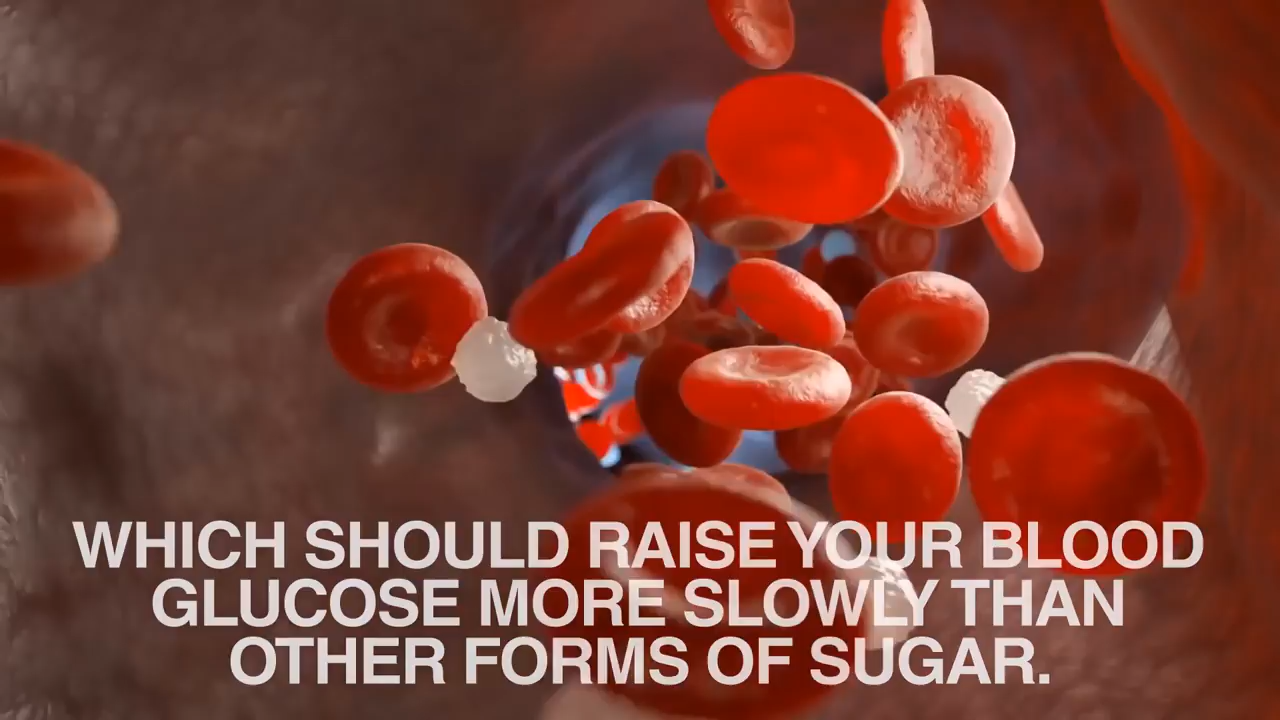 WHICH SHOULD RAISE YOUR BLOOD
GLUCOSE MORE SLOWLY THAN
OTHER FORMS OF SUGAR.